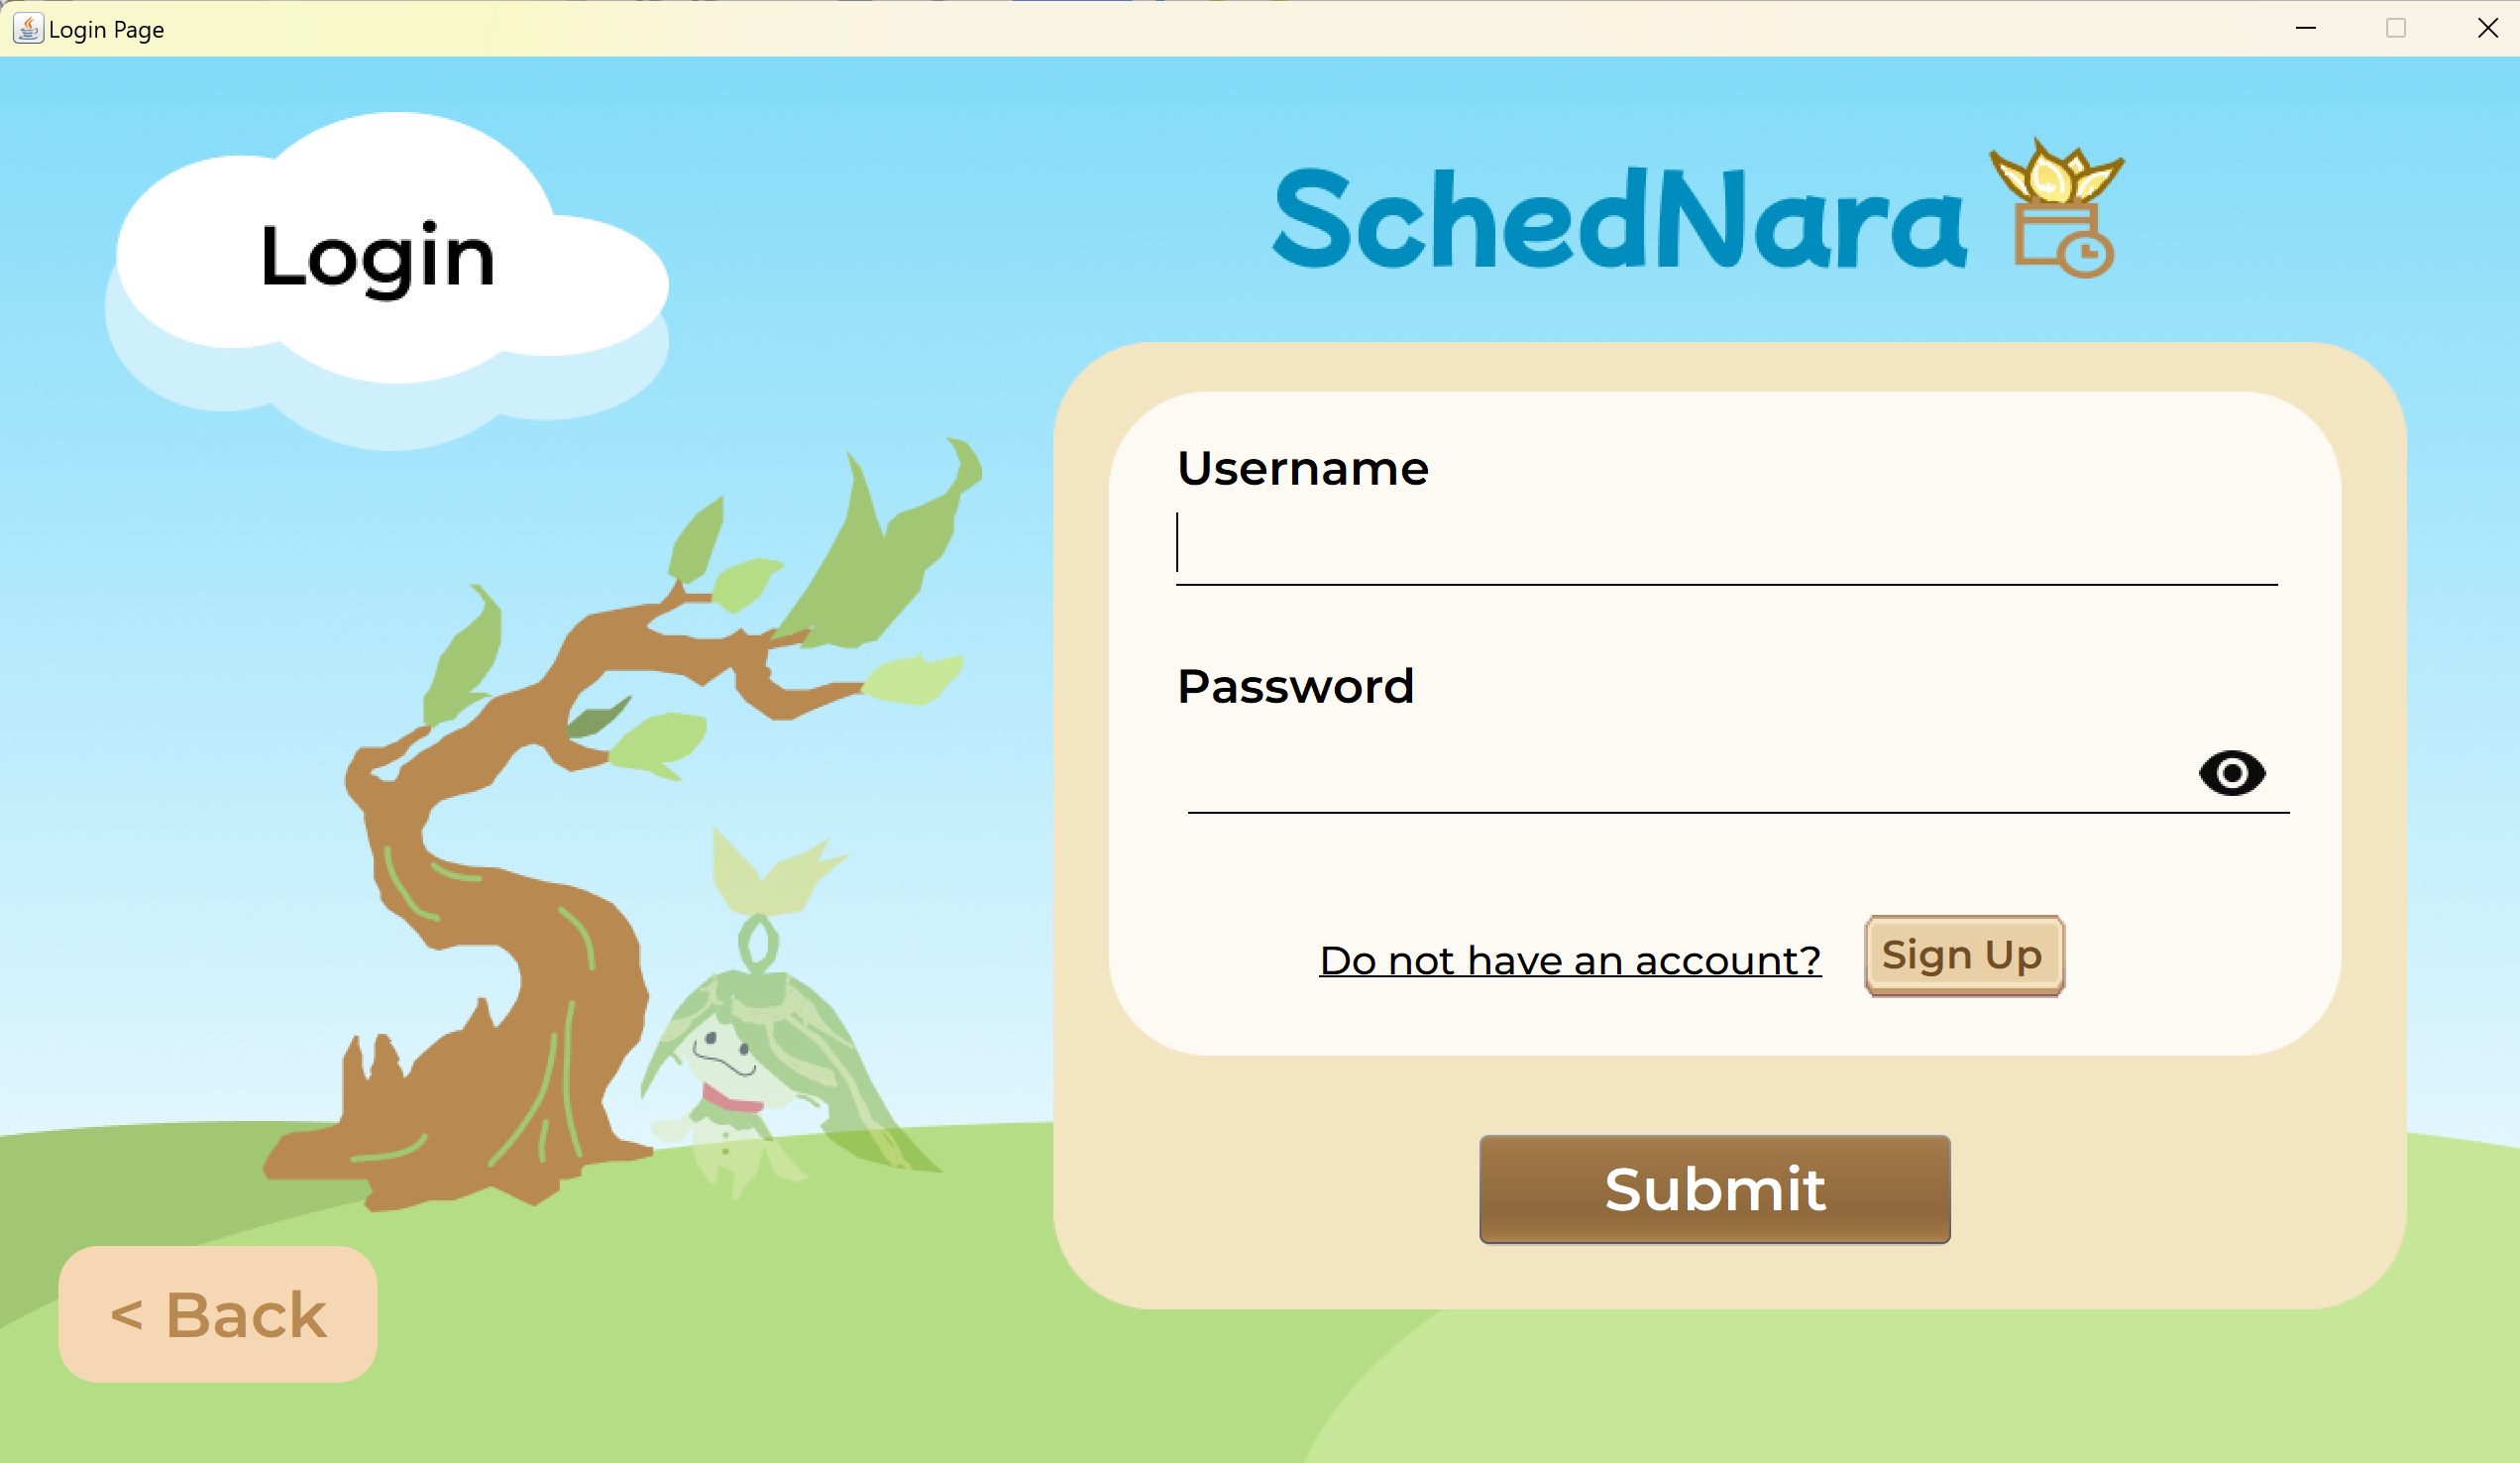 Login Page
Login
SchedNara
Username
Password
Do not have an account?
Sign Up
Submit
< Back